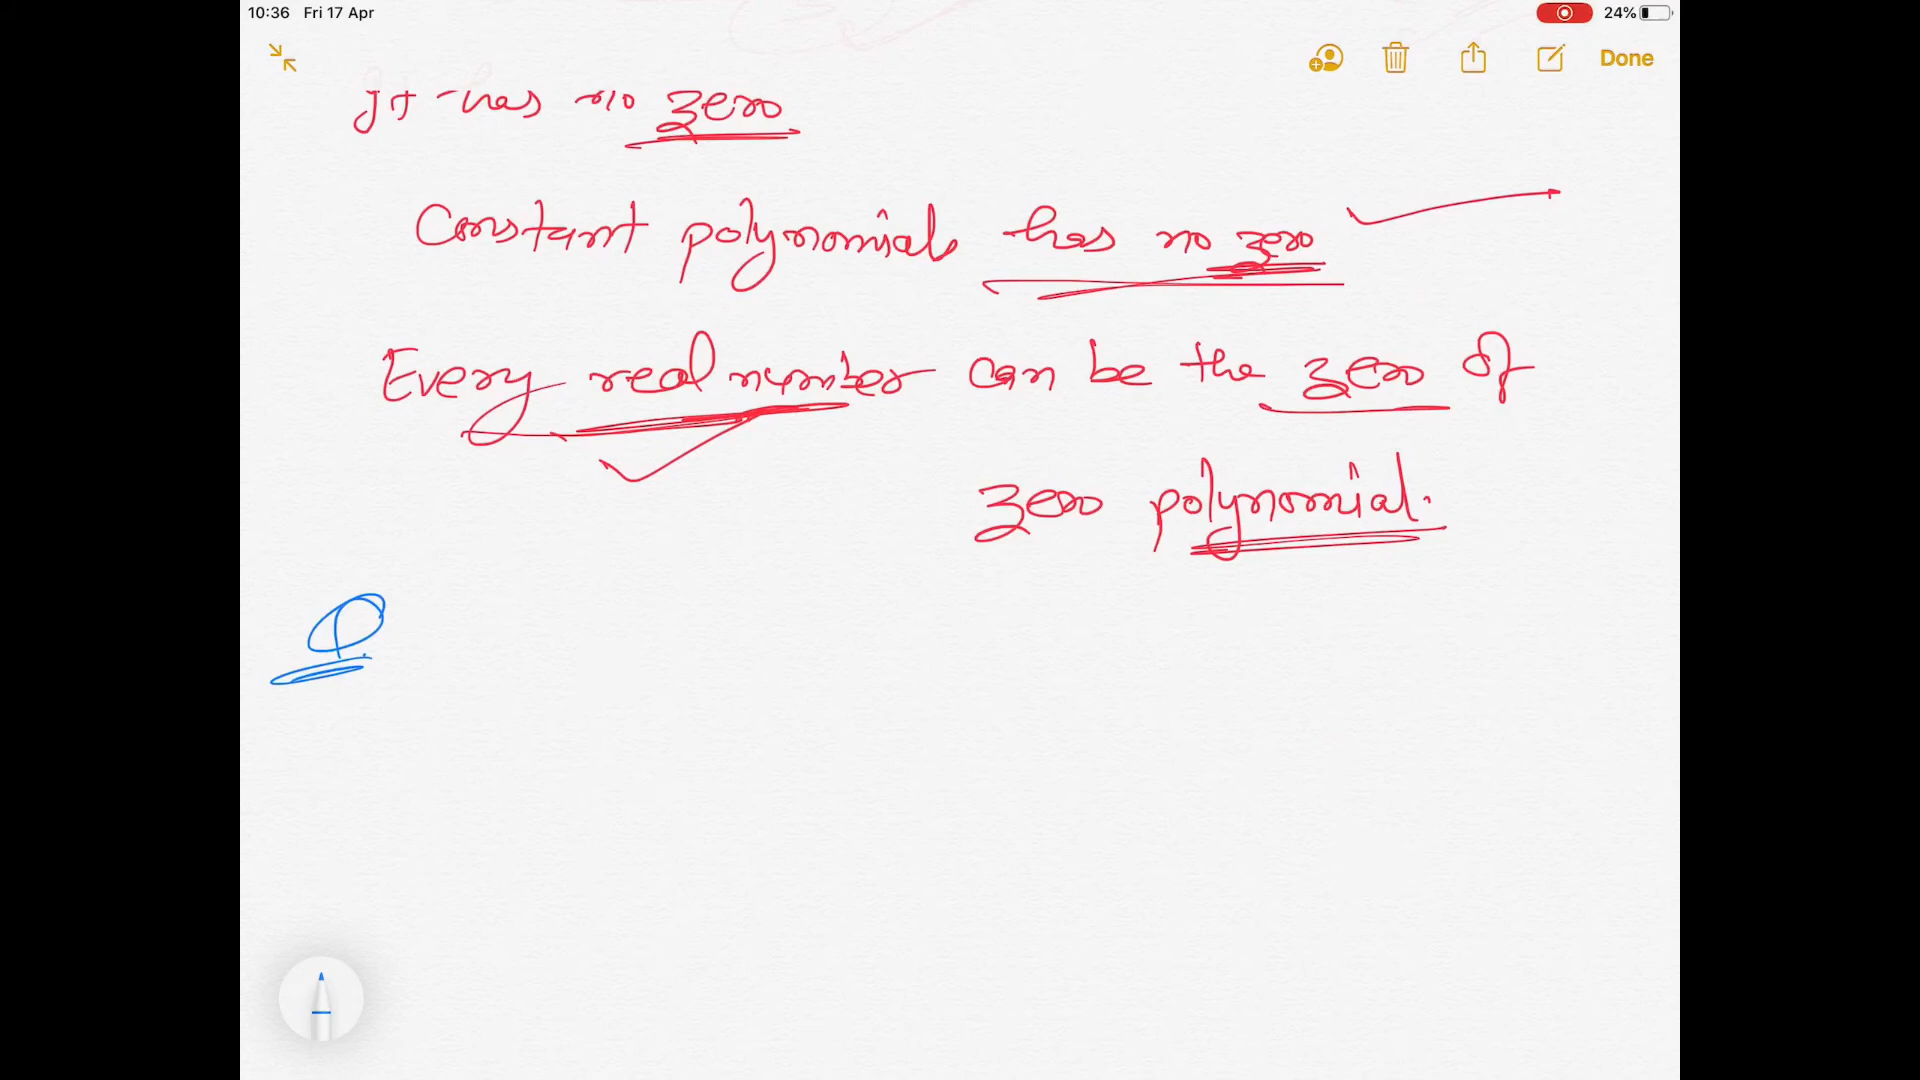 10:36 Fri 17 Apr
24%
Done
It has no zero
Constant polynomials has no zero
Every real number can be the zero of
zero polynomial.
Q.